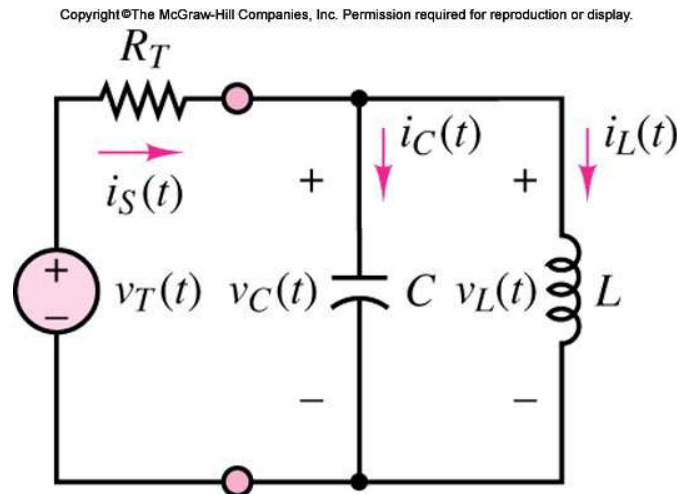 Copyright ©The McGraw-Hill Companies, Inc. Permission required for reproduction or display.
R_T
i_S(t)
i_C(t)
i_L(t)
+
+
+
−
v_T(t)
v_C(t)
C
v_L(t)
L
−
−